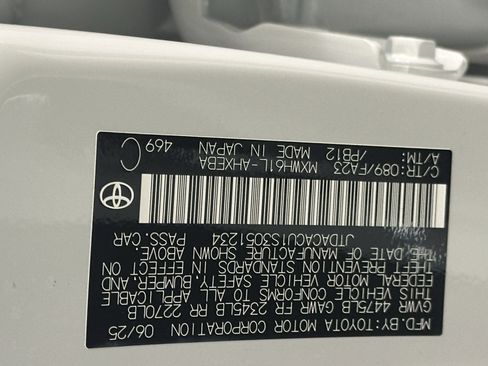 MFD.BY: TOYOTA MOTOR CORPORATION 06/25
GVWR 4475LB GAWR FR 2345LB RR 2270LB
THIS VEHICLE CONFORMS TO ALL APPLICABLE
FEDERAL MOTOR VEHICLE SAFETY, BUMPER, AND
THEFT PREVENTION STANDARDS IN EFFECT ON
THE DATE OF MANUFACTURE SHOWN ABOVE.
JTDACACU1S3051234 PASS. CAR
C/TR: 089/FA23 MXWH61L-AHXEBA C 469
A/TM: /PB12 MADE IN JAPAN